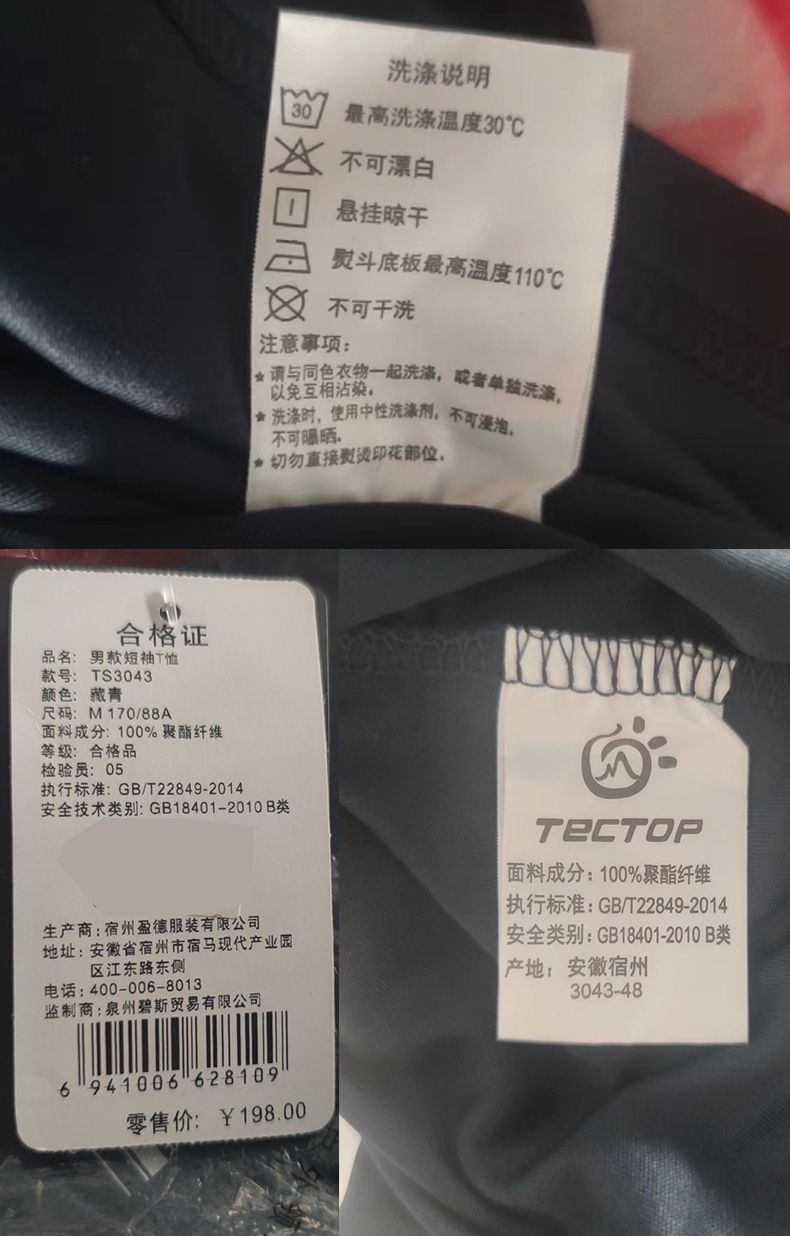 洗涤说明
30
最高洗涤温度30℃
不可漂白
悬挂晾干
熨斗底板最高温度110℃
不可干洗
注意事项：
★ 请与同色衣物一起洗涤，或者单独洗涤，
以免互相沾染。
★ 洗涤时，使用中性洗涤剂，不可浸泡，
不可曝晒。
★ 切勿直接熨烫印花部位。
合格证
品名: 男款短袖T恤
款号: TS3043
颜色: 藏青
尺码: M 170/88A
面料成分: 100% 聚酯纤维
等级: 合格品
检验员: 05
执行标准: GB/T22849-2014
安全技术类别: GB18401-2010 B类
生产商: 宿州盈德服装有限公司
地址: 安徽省宿州市宿马现代产业园
区江东路东侧
电话: 400-006-8013
监制商: 泉州碧斯贸易有限公司
6 941006 628109
零售价: ￥198.00
TECTOP
面料成分: 100%聚酯纤维
执行标准: GB/T22849-2014
安全类别: GB18401-2010 B类
产地: 安徽宿州
3043-48